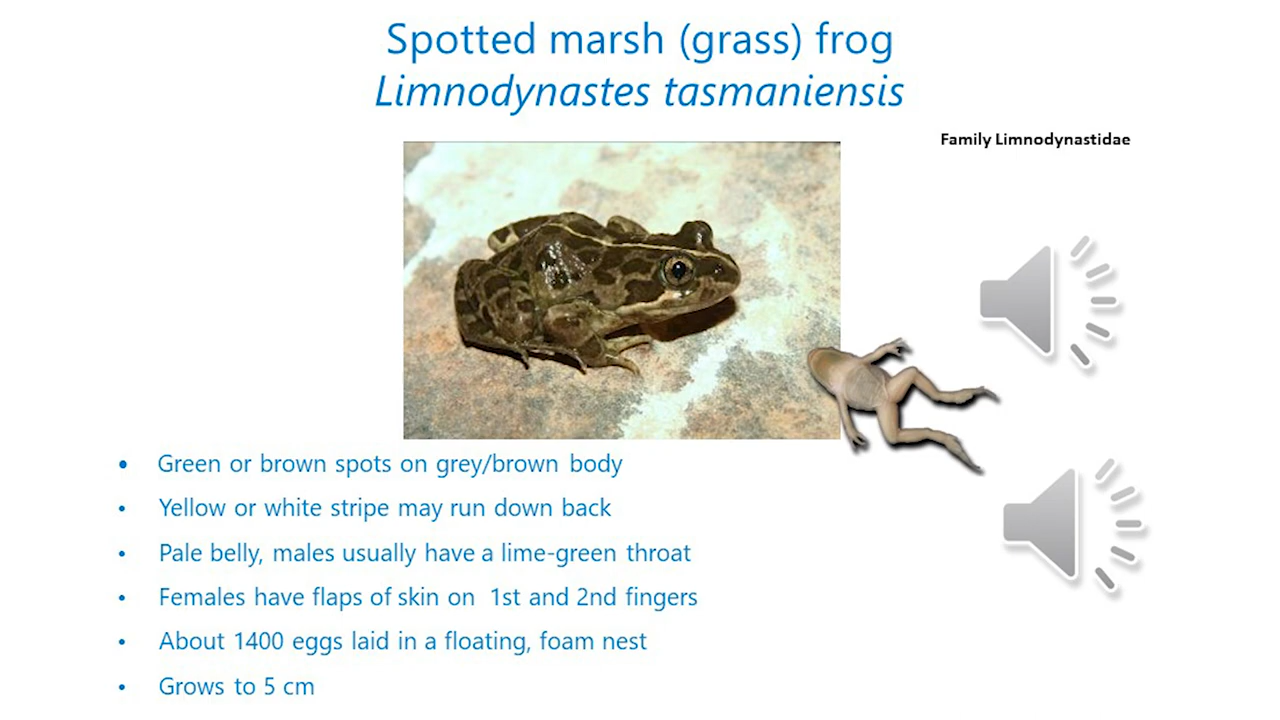 Spotted marsh (grass) frog
Limnodynastes tasmaniensis
Family Limnodynastidae
• Green or brown spots on grey/brown body
• Yellow or white stripe may run down back
• Pale belly, males usually have a lime-green throat
• Females have flaps of skin on 1st and 2nd fingers
• About 1400 eggs laid in a floating, foam nest
• Grows to 5 cm